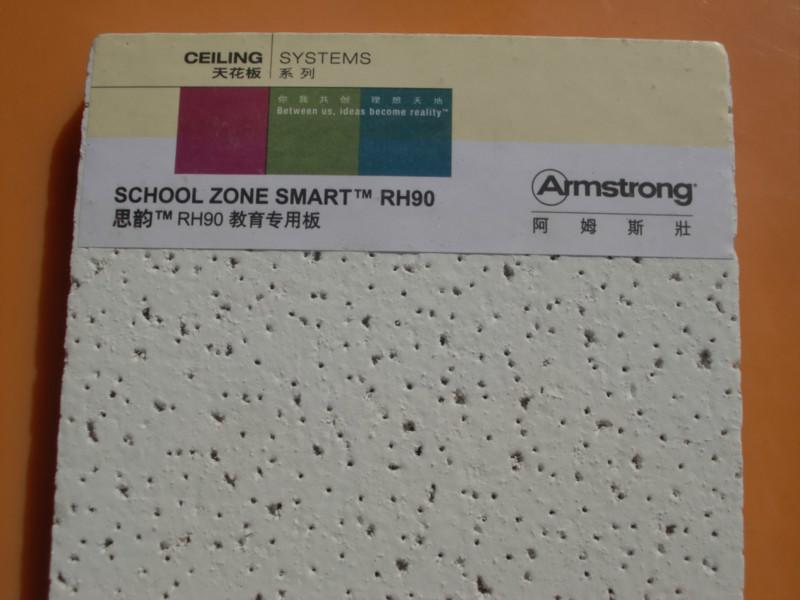 CEILING SYSTEMS
天花板 系列
你我共创 理想天地
Between us, ideas become reality™
SCHOOL ZONE SMART™ RH90
思韵™ RH90 教育专用板
Armstrong®
阿姆斯壯